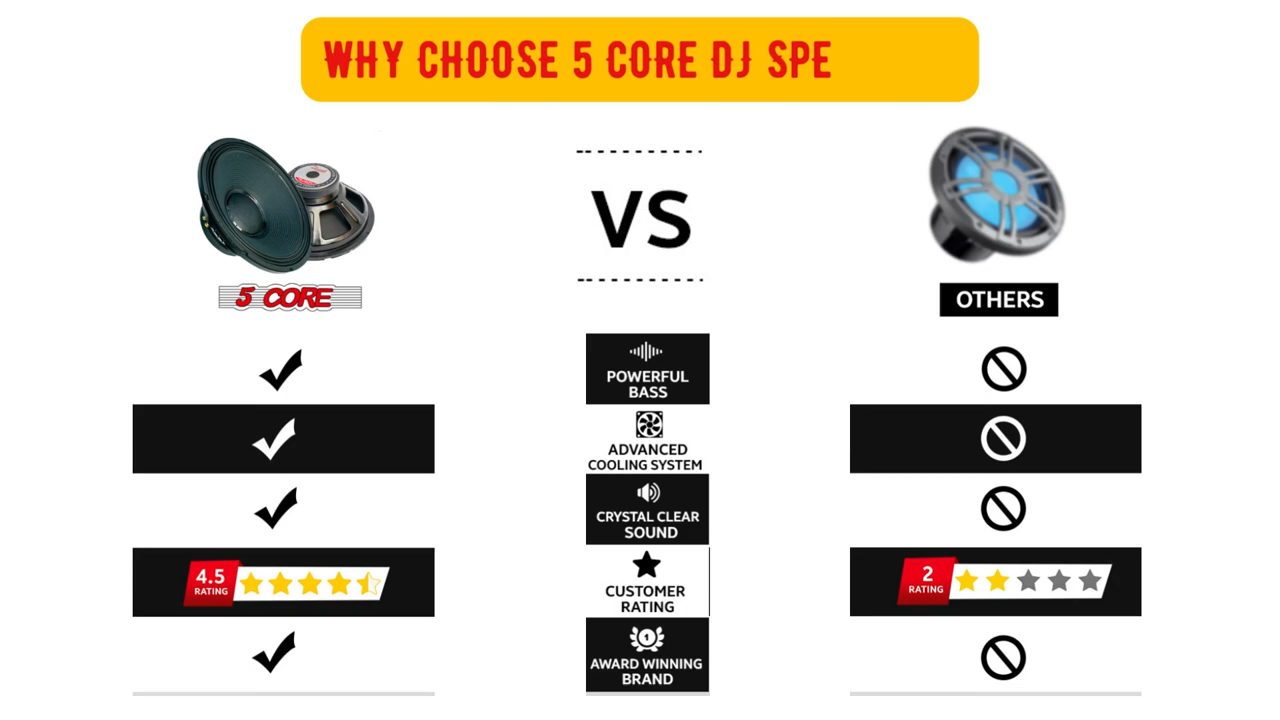 WHY CHOOSE 5 CORE DJ SPE
VS
5 CORE
OTHERS
POWERFUL
BASS
ADVANCED
COOLING SYSTEM
CRYSTAL CLEAR
SOUND
4.5
RATING
CUSTOMER
RATING
2
RATING
1
AWARD WINNING
BRAND